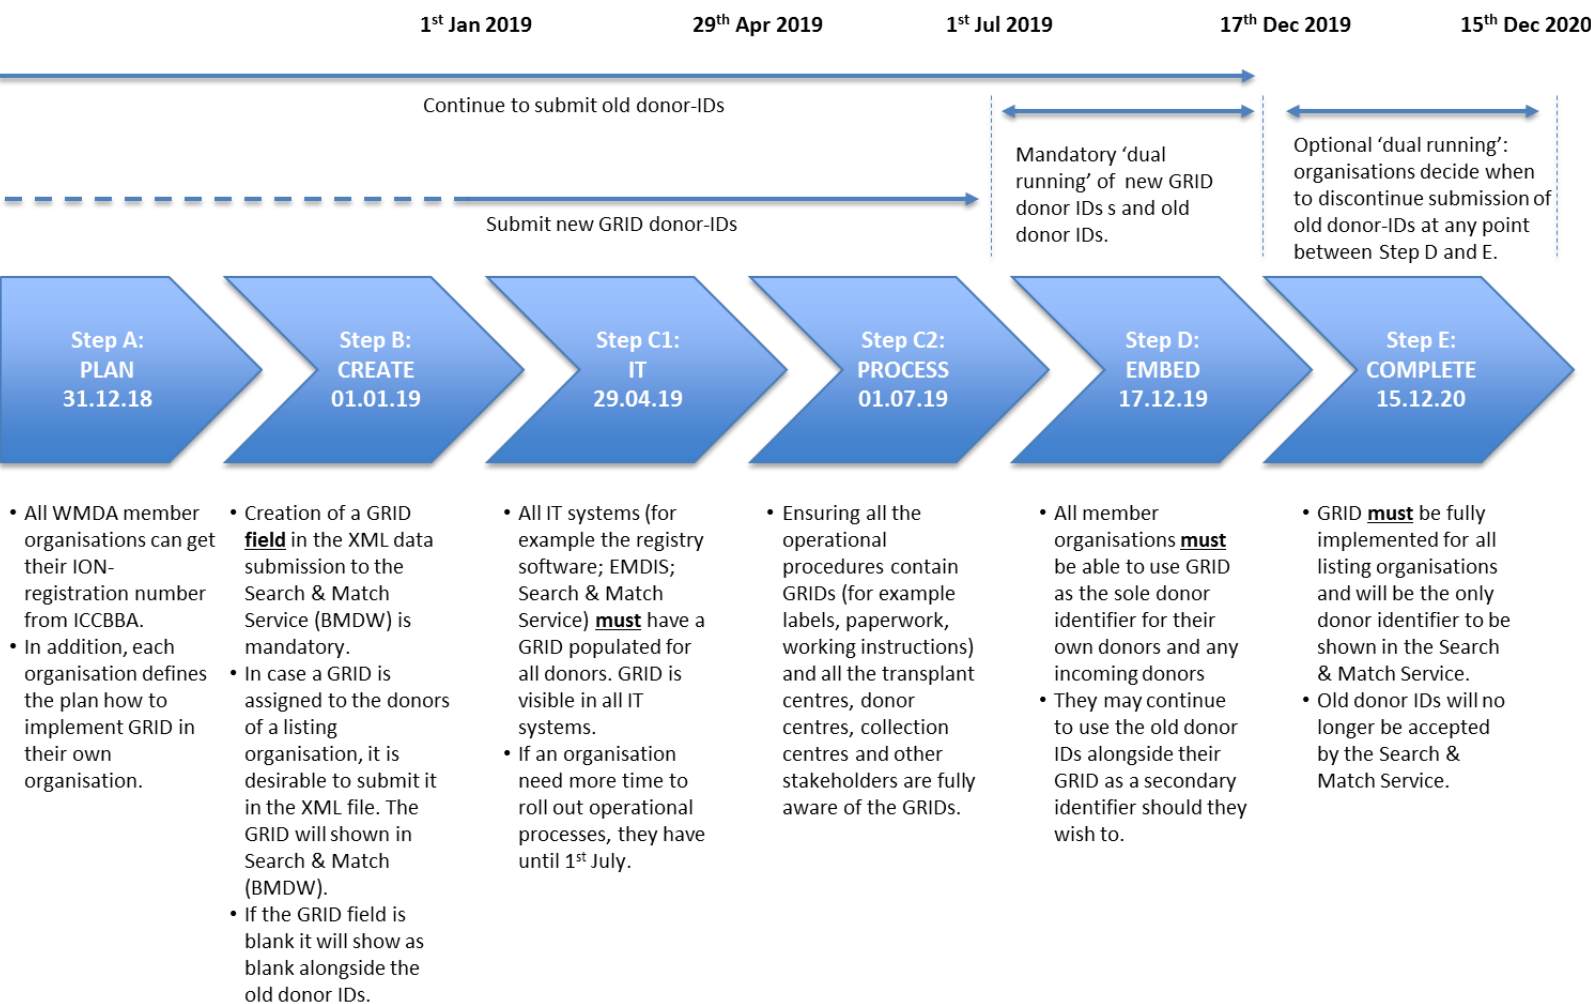 1st Jan 2019
29th Apr 2019
1st Jul 2019
17th Dec 2019
15th Dec 2020
Continue to submit old donor-IDs
Submit new GRID donor-IDs
Mandatory ‘dual
running’ of new GRID
donor IDs s and old
donor IDs.
Optional ‘dual running’:
organisations decide when
to discontinue submission of
old donor-IDs at any point
between Step D and E.
Step A:
PLAN
31.12.18
Step B:
CREATE
01.01.19
Step C1:
IT
29.04.19
Step C2:
PROCESS
01.07.19
Step D:
EMBED
17.12.19
Step E:
COMPLETE
15.12.20
• All WMDA member
organisations can get
their ION-
registration number
from ICCBBA.
• In addition, each
organisation defines
the plan how to
implement GRID in
their own
organisation.
• Creation of a GRID
field in the XML data
submission to the
Search & Match
Service (BMDW) is
mandatory.
• In case a GRID is
assigned to the donors
of a listing
organisation, it is
desirable to submit it
in the XML file. The
GRID will shown in
Search & Match
(BMDW).
• If the GRID field is
blank it will show as
blank alongside the
old donor IDs.
• All IT systems (for
example the registry
software; EMDIS;
Search & Match
Service) must have a
GRID populated for
all donors. GRID is
visible in all IT
systems.
• If an organisation
need more time to
roll out operational
processes, they have
until 1st July.
• Ensuring all the
operational
procedures contain
GRIDs (for example
labels, paperwork,
working instructions)
and all the transplant
centres, donor
centres, collection
centres and other
stakeholders are fully
aware of the GRIDs.
• All member
organisations must
be able to use GRID
as the sole donor
identifier for their
own donors and any
incoming donors
• They may continue
to use the old donor
IDs alongside their
GRID as a secondary
identifier should they
wish to.
• GRID must be fully
implemented for all
listing organisations
and will be the only
donor identifier to be
shown in the Search
& Match Service.
• Old donor IDs will no
longer be accepted
by the Search &
Match Service.